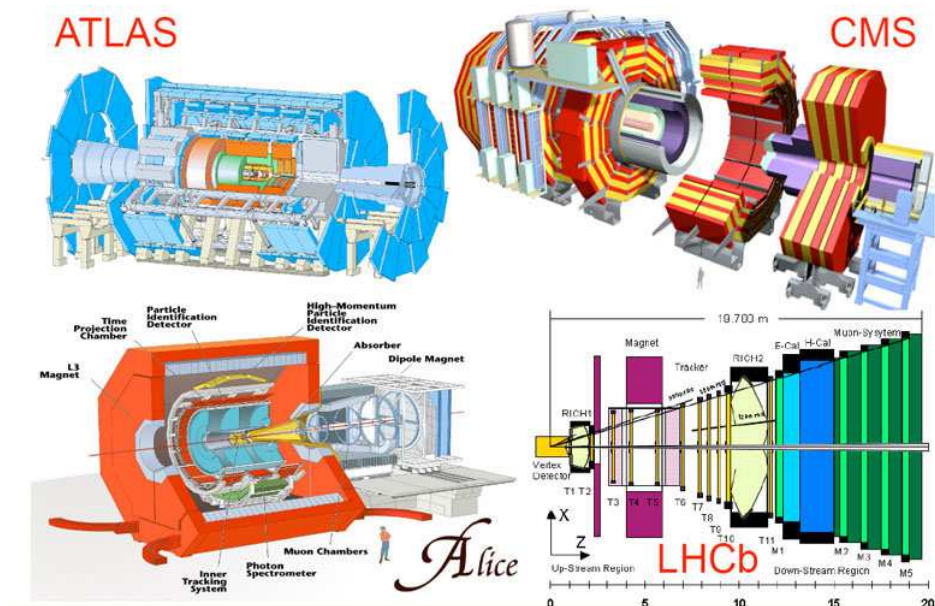 ATLAS
CMS
Time
Projection
Chamber
L3
Magnet
Particle
Identification
Detector
High-Momentum
Particle
Identification
Detector
Absorber
Dipole Magnet
Inner
Tracking
System
Photon
Spectrometer
Muon Chambers
Alice
19.700 m
Magnet
Tracker
RICH2
E-Cal
H-Cal
Muon-Sysytem
RICH1
Vertex
Detector
T1 T2
T3
T4
T5
T6
T7
T8
T9
T10
T11
M1
M2
M3
M4
M5
X
Z
Up-Stream Region
LHCb
Down-Stream Region
0
5
10
15
20